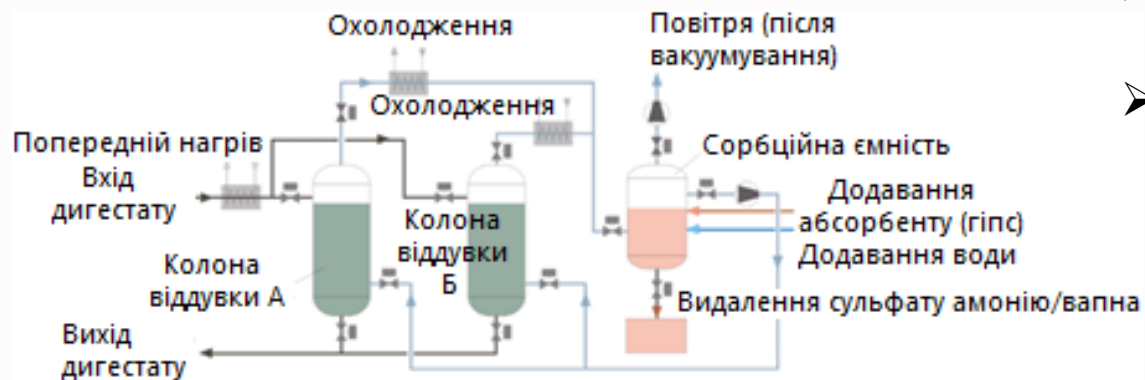 Охолодження
Повітря (після
вакуумування)
Охолодження
Попередній нагрів
Вхід
дигестату
Сорбційна ємність
Додавання
абсорбенту (гіпс)
Додавання води
Колона
віддувки
Б
Колона
віддувки А
Видалення сульфату амонію/вапна
Вихід
дигестату